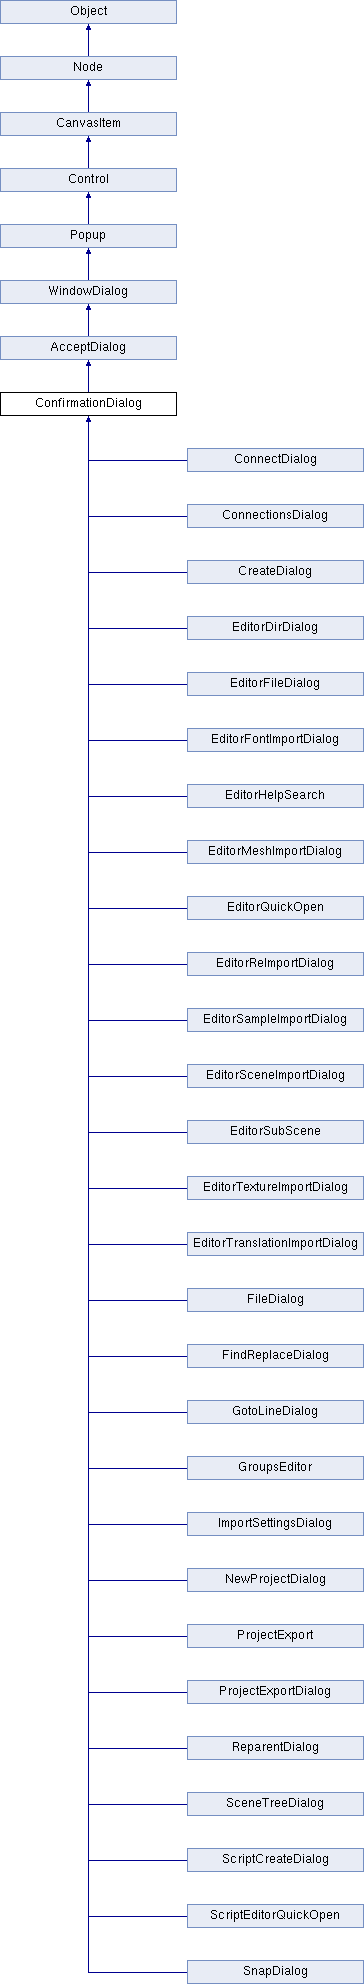 Object
Node
CanvasItem
Control
Popup
WindowDialog
AcceptDialog
ConfirmationDialog
ConnectDialog
ConnectionsDialog
CreateDialog
EditorDirDialog
EditorFileDialog
EditorFontImportDialog
EditorHelpSearch
EditorMeshImportDialog
EditorQuickOpen
EditorReImportDialog
EditorSampleImportDialog
EditorSceneImportDialog
EditorSubScene
EditorTextureImportDialog
EditorTranslationImportDialog
FileDialog
FindReplaceDialog
GotoLineDialog
GroupsEditor
ImportSettingsDialog
NewProjectDialog
ProjectExport
ProjectExportDialog
ReparentDialog
SceneTreeDialog
ScriptCreateDialog
ScriptEditorQuickOpen
SnapDialog